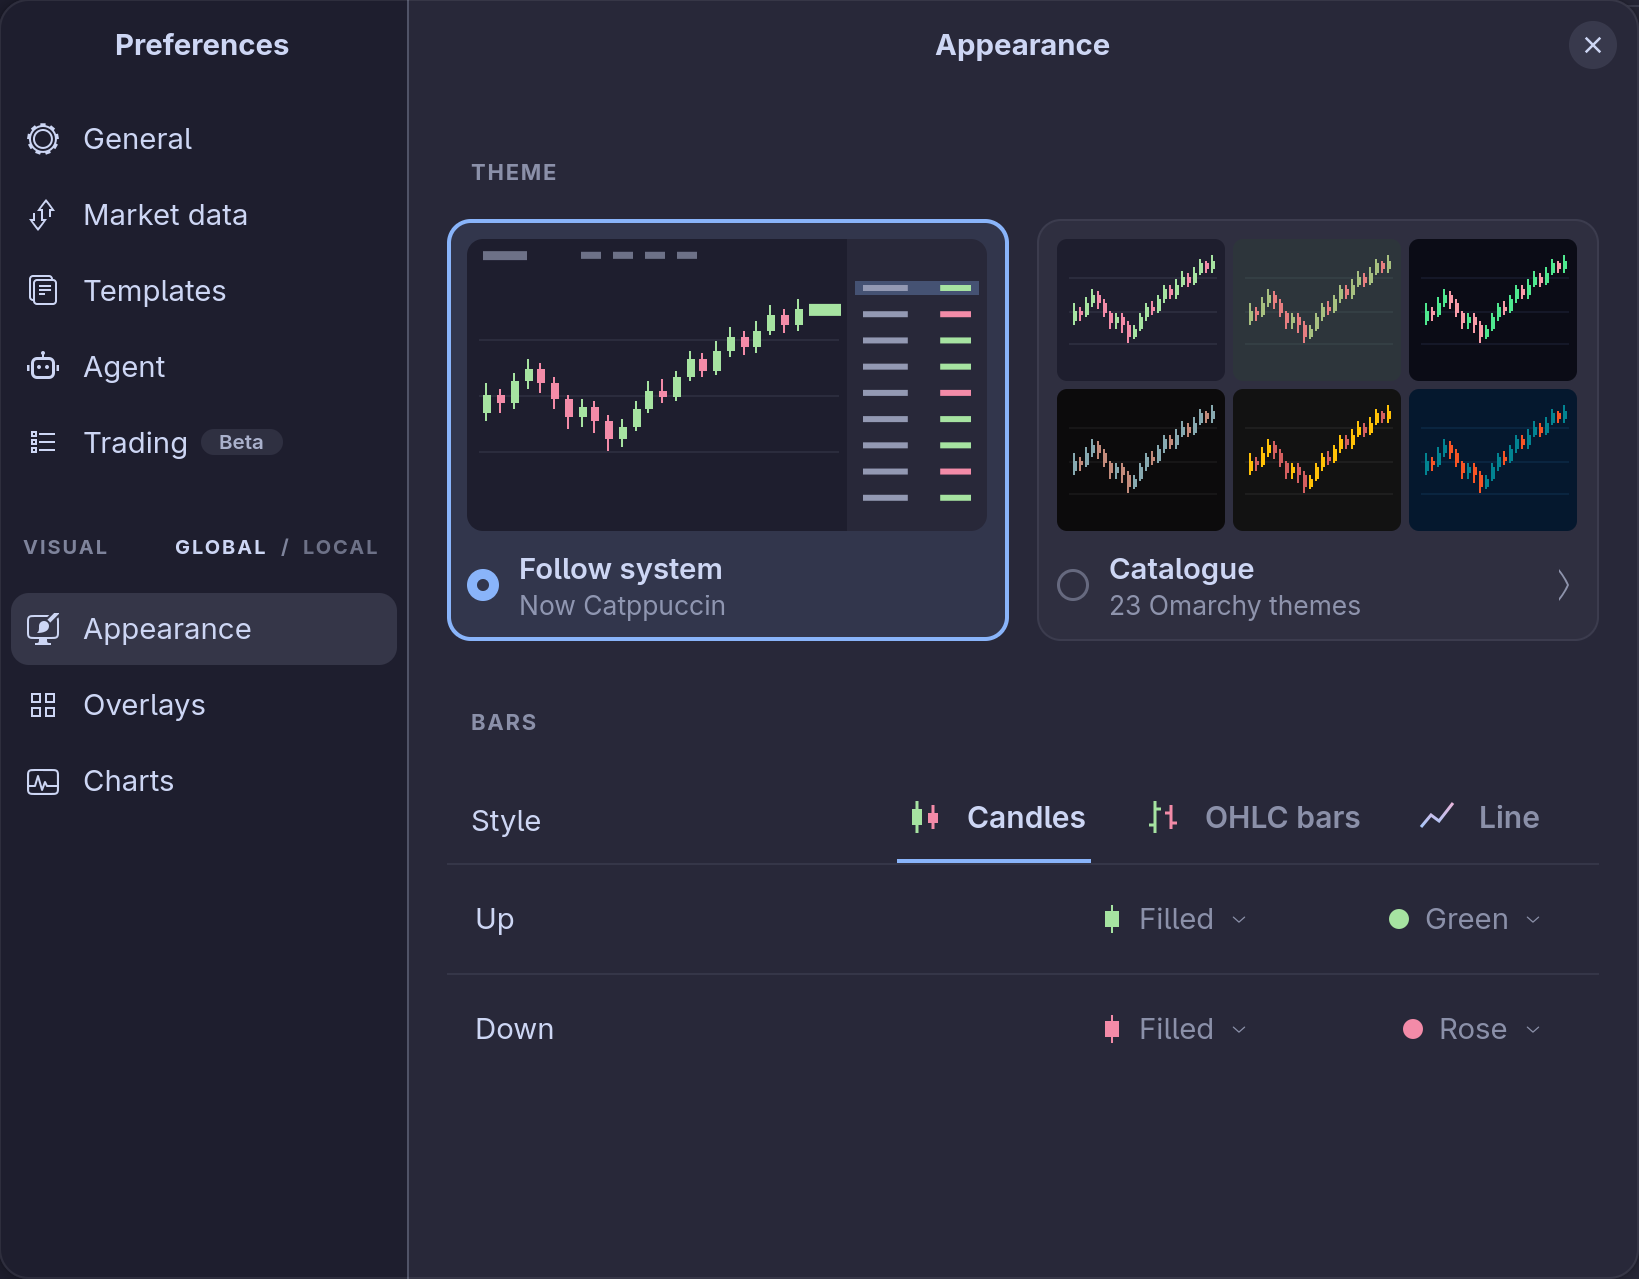 Preferences
General
Market data
Templates
Agent
Trading Beta
VISUAL GLOBAL / LOCAL
Appearance
Overlays
Charts
Appearance
THEME
Follow system
Now Catppuccin
Catalogue
23 Omarchy themes
BARS
Style Candles OHLC bars Line
Up Filled Green
Down Filled Rose